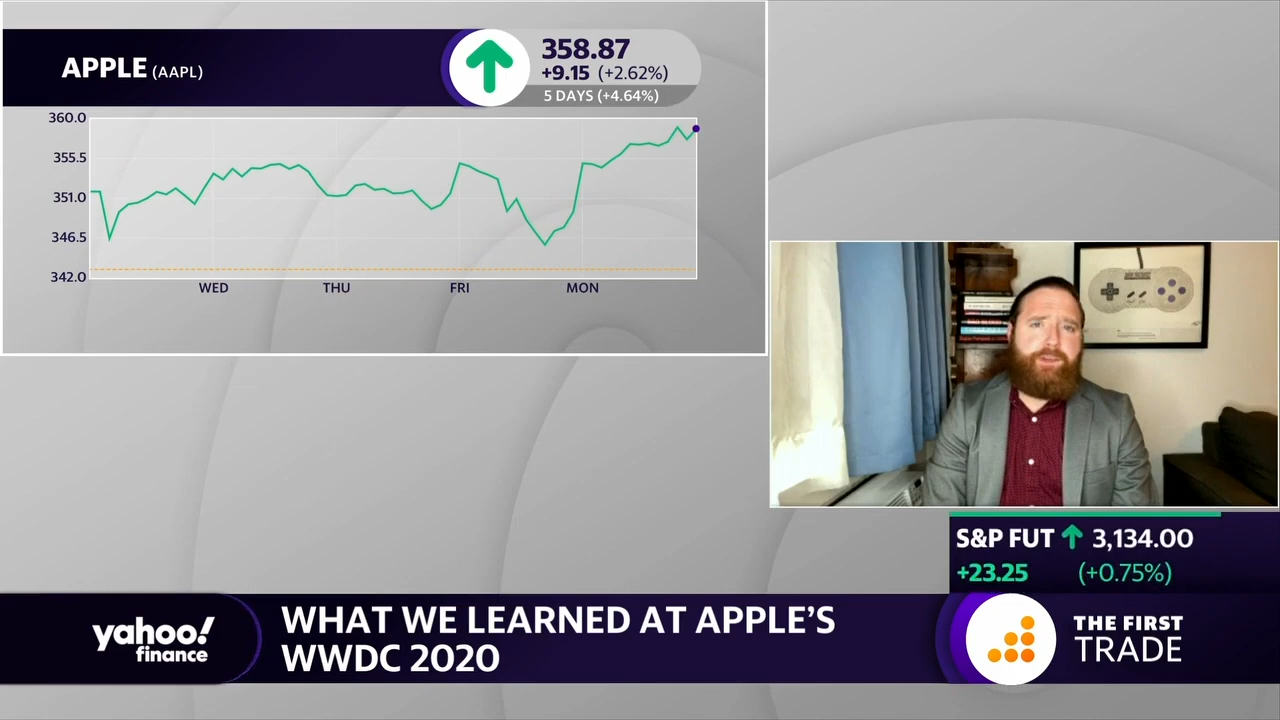 APPLE (AAPL)
358.87
+9.15 (+2.62%)
5 DAYS (+4.64%)
360.0
355.5
351.0
346.5
342.0
WED THU FRI MON
S&P FUT 3,134.00
+23.25 (+0.75%)
yahoo!
finance
WHAT WE LEARNED AT APPLE’S
WWDC 2020
THE FIRST
TRADE